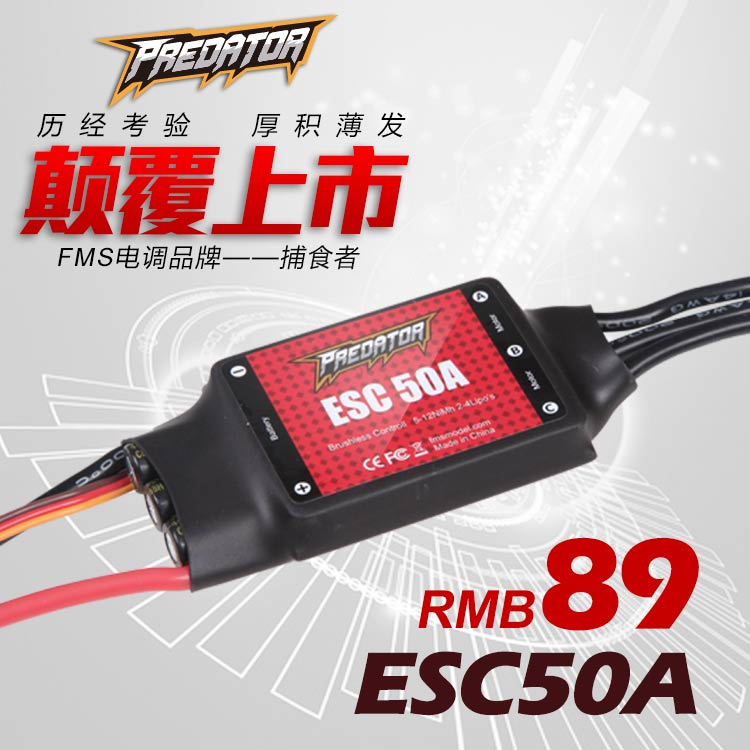 PREDATOR
历经考验 厚积薄发
颠覆上市
FMS电调品牌——捕食者
PREDATOR
ESC 50A
Brushless Controll 5-12NiMh 2-4Lipo's
CE FC
fmsmodel.com
Made in China
Battery
A
Motor
B
Motor
C
RMB89
ESC50A